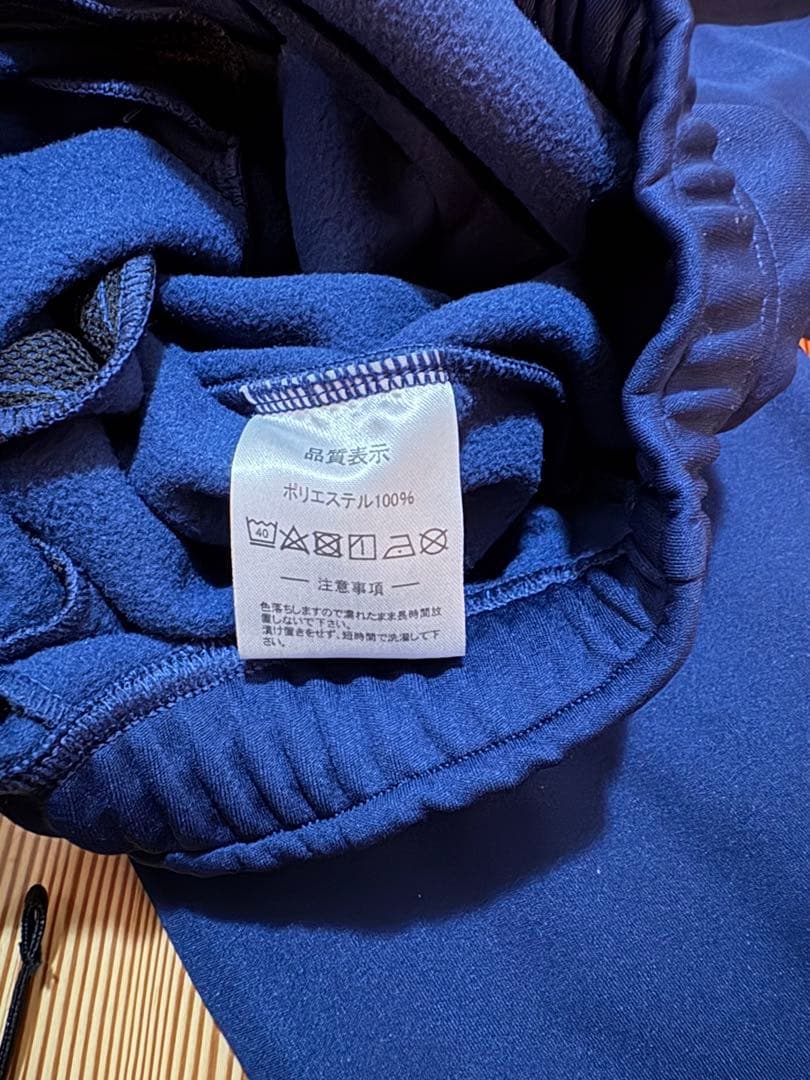 品質表示
ポリエステル100%
40
注意事項
色落ちしますので濡れたまま長時間放
置しないで下さい。
漬け置きをせず、短時間で洗濯して下
さい。